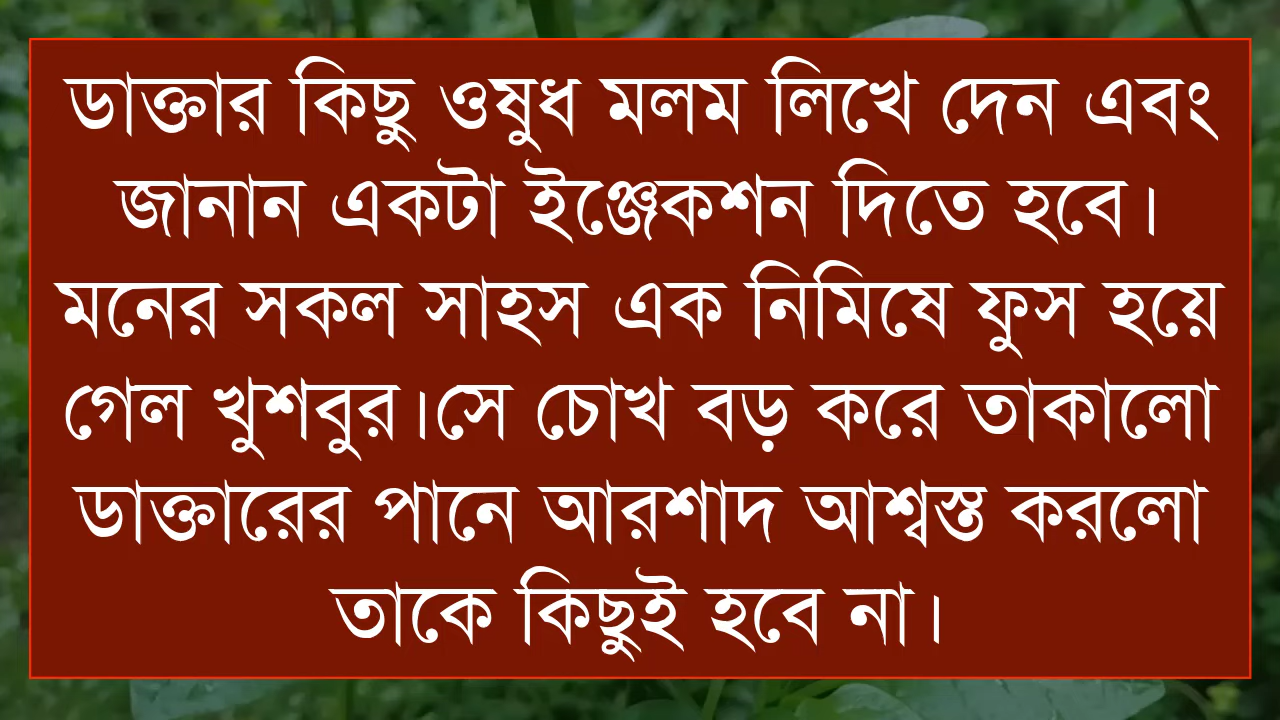 ডাক্তার কিছু ওষুধ মলম লিখে দেন এবং
জানান একটা ইঞ্জেকশন দিতে হবে।
মনের সকল সাহস এক নিমিষে ফুস হয়ে
গেল খুশবুর।সে চোখ বড় করে তাকালো
ডাক্তারের পানে আরশাদ আশ্বস্ত করলো
তাকে কিছুই হবে না।